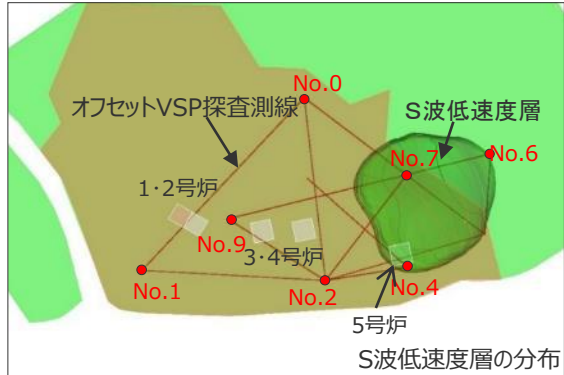 No.0
オフセットVSP探査測線
S波低速度層
No.7
No.6
1・2号炉
No.9
3・4号炉
No.1
No.2
No.4
5号炉
S波低速度層の分布